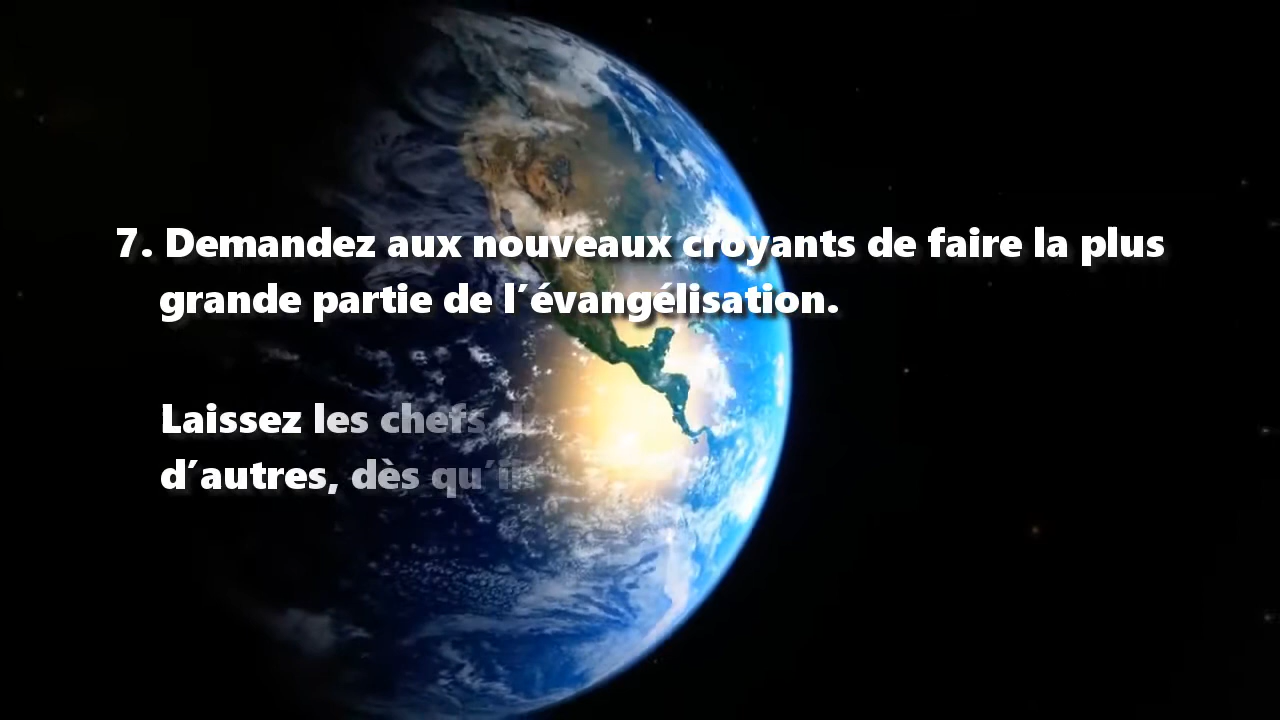 7. Demandez aux nouveaux croyants de faire la plus
grande partie de l´évangélisation.
Laissez les chefs
d´autres, dès qu´il